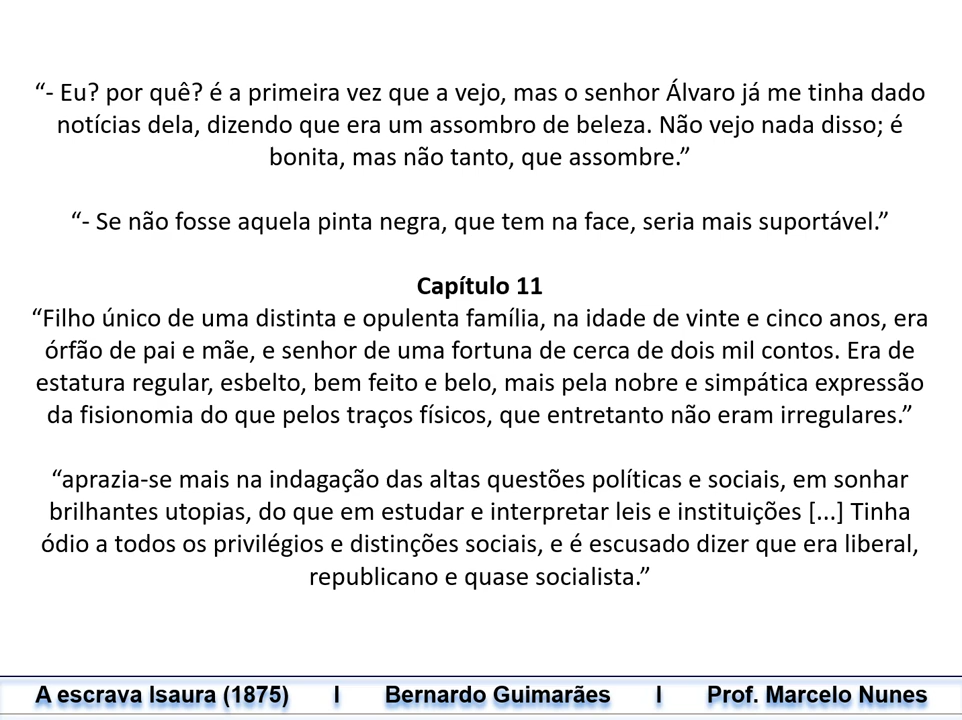 “- Eu? por quê? é a primeira vez que a vejo, mas o senhor Álvaro já me tinha dado
notícias dela, dizendo que era um assombro de beleza. Não vejo nada disso; é
bonita, mas não tanto, que assombre.”
“- Se não fosse aquela pinta negra, que tem na face, seria mais suportável.”
Capítulo 11
“Filho único de uma distinta e opulenta família, na idade de vinte e cinco anos, era
órfão de pai e mãe, e senhor de uma fortuna de cerca de dois mil contos. Era de
estatura regular, esbelto, bem feito e belo, mais pela nobre e simpática expressão
da fisionomia do que pelos traços físicos, que entretanto não eram irregulares.”
“aprazia-se mais na indagação das altas questões políticas e sociais, em sonhar
brilhantes utopias, do que em estudar e interpretar leis e instituições [...] Tinha
ódio a todos os privilégios e distinções sociais, e é escusado dizer que era liberal,
republicano e quase socialista.”
A escrava Isaura (1875) I Bernardo Guimarães I Prof. Marcelo Nunes